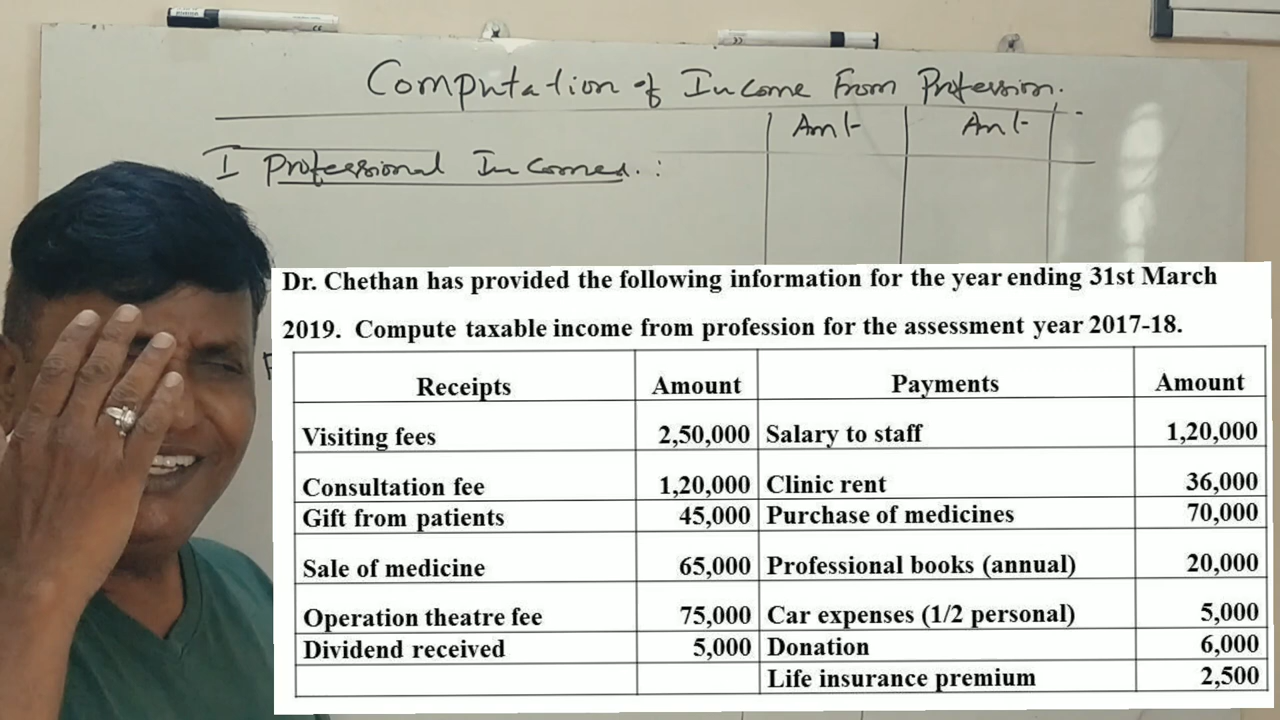 Computation of Income From Profession.
Amt Amt
I Professional Incomes. :
Dr. Chethan has provided the following information for the year ending 31st March
2019. Compute taxable income from profession for the assessment year 2017-18.
Receipts Amount Payments Amount
Visiting fees 2,50,000 Salary to staff 1,20,000
Consultation fee 1,20,000 Clinic rent 36,000
Gift from patients 45,000 Purchase of medicines 70,000
Sale of medicine 65,000 Professional books (annual) 20,000
Operation theatre fee 75,000 Car expenses (1/2 personal) 5,000
Dividend received 5,000 Donation 6,000
Life insurance premium 2,500